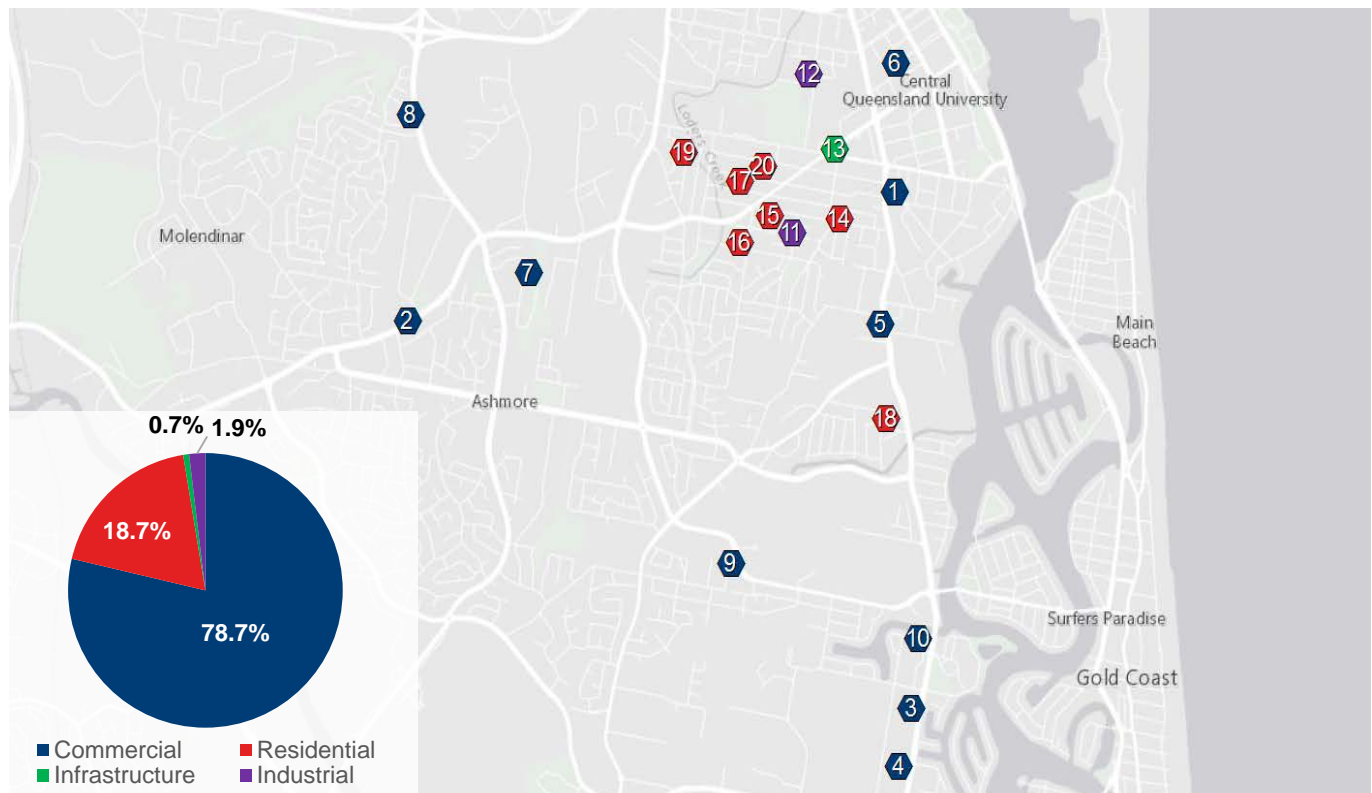 6
Central
Queensland University
12
8
Loders Creek
13
19
20
17
1
15
14
11
16
Molendinar
7
2
5
Main
Beach
Ashmore
18
9
Surfers Paradise
10
Gold Coast
3
4
0.7%
1.9%
18.7%
78.7%
Commercial
Residential
Infrastructure
Industrial